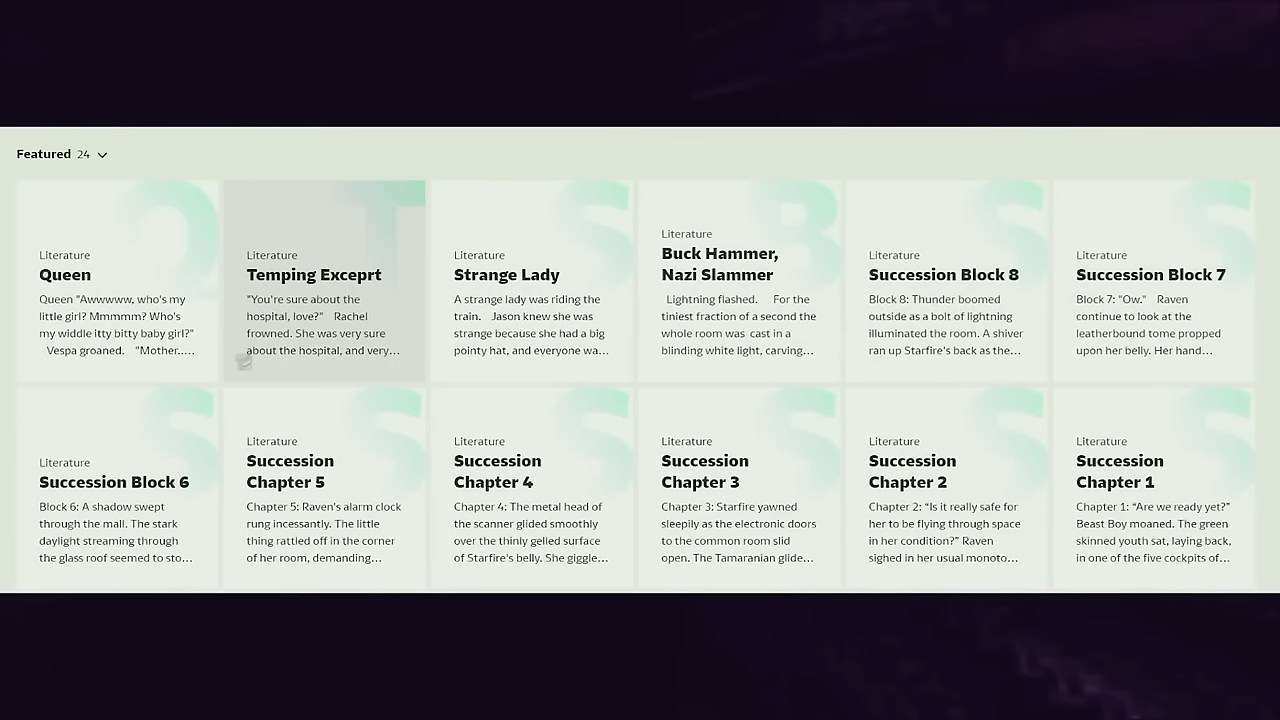 Featured 24
Literature
Queen
Queen "Awwwww, who's my
little girl? Mmmmm? Who's
my widdle itty bitty baby girl?"
Vespa groaned. "Mother.....
Literature
Temping Exceprt
"You're sure about the
hospital, love?" Rachel
frowned. She was very sure
about the hospital, and very...
Literature
Strange Lady
A strange lady was riding the
train. Jason knew she was
strange because she had a big
pointy hat, and everyone wa...
Literature
Buck Hammer,
Nazi Slammer
Lightning flashed. For the
tiniest fraction of a second the
whole room was cast in a
blinding white light, carving...
Literature
Succession Block 8
Block 8: Thunder boomed
outside as a bolt of lightning
illuminated the room. A shiver
ran up Starfire's back as the...
Literature
Succession Block 7
Block 7: "Ow." Raven
continue to look at the
leatherbound tome propped
upon her belly. Her hand...
Literature
Succession Block 6
Block 6: A shadow swept
through the mall. The stark
daylight streaming through
the glass roof seemed to sto...
Literature
Succession
Chapter 5
Chapter 5: Raven's alarm clock
rung incessantly. The little
thing rattled off in the corner
of her room, demanding...
Literature
Succession
Chapter 4
Chapter 4: The metal head of
the scanner glided smoothly
over the thinly gelled surface
of Starfire's belly. She giggle...
Literature
Succession
Chapter 3
Chapter 3: Starfire yawned
sleepily as the electronic doors
to the common room slid
open. The Tamaranian glide...
Literature
Succession
Chapter 2
Chapter 2: “Is it really safe for
her to be flying through space
in her condition?” Raven
sighed in her usual monoto...
Literature
Succession
Chapter 1
Chapter 1: “Are we ready yet?”
Beast Boy moaned. The green
skinned youth sat, laying back,
in one of the five cockpits of...